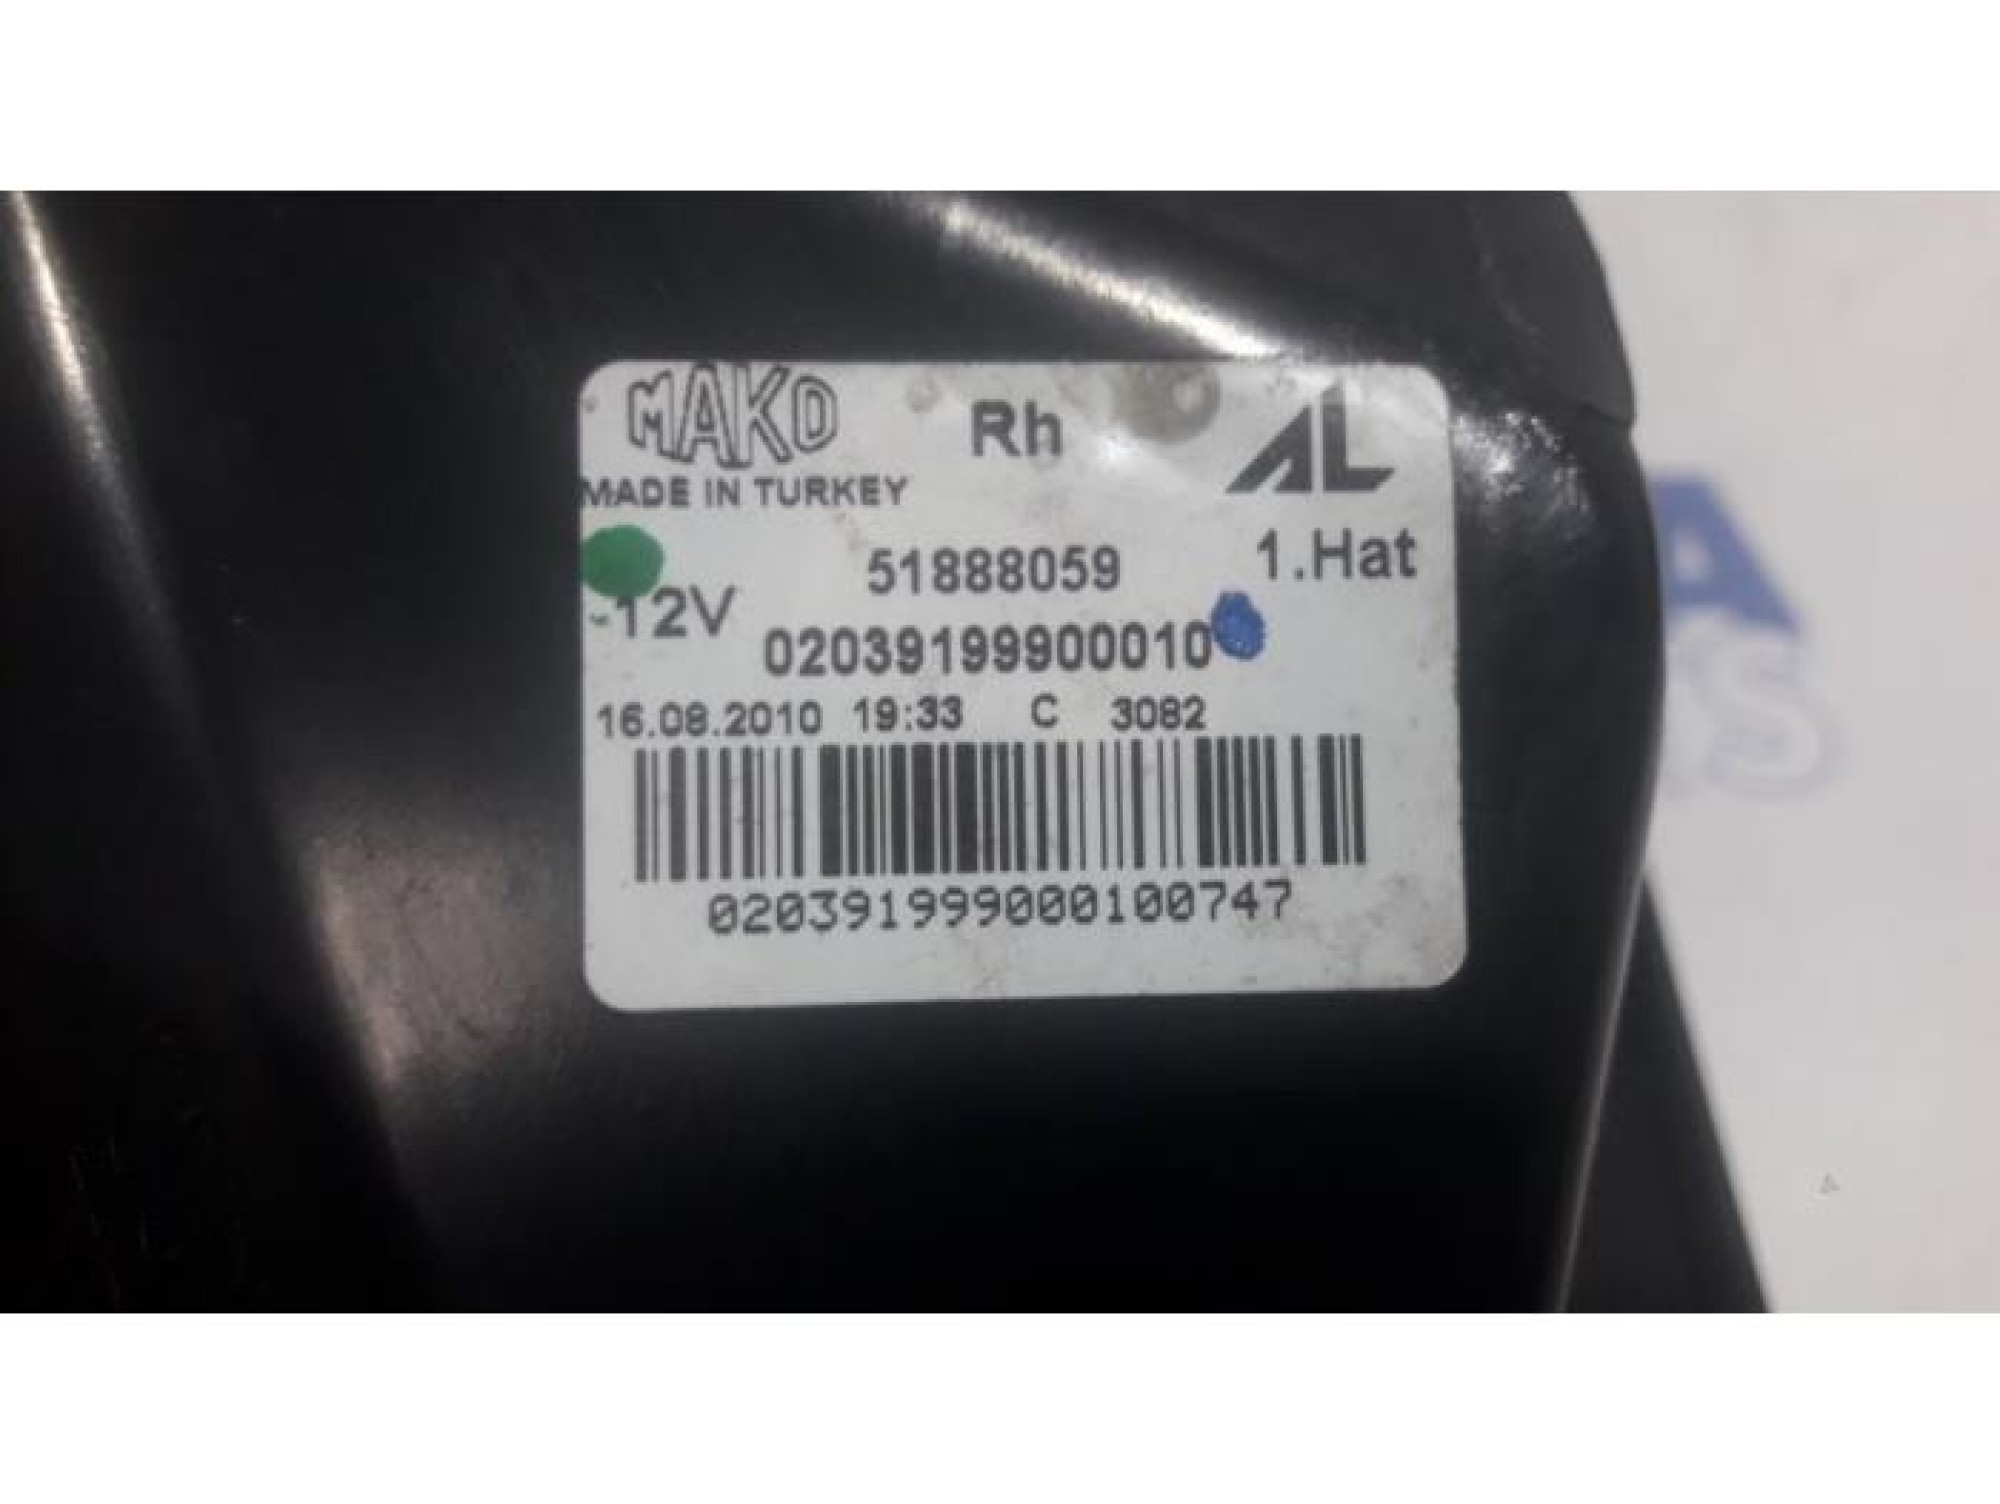 MAKO Rh AL
MADE IN TURKEY
51888059 1.Hat
-12V
02039199900010
16.08.2010 19:33 C 3082
020391999000100747